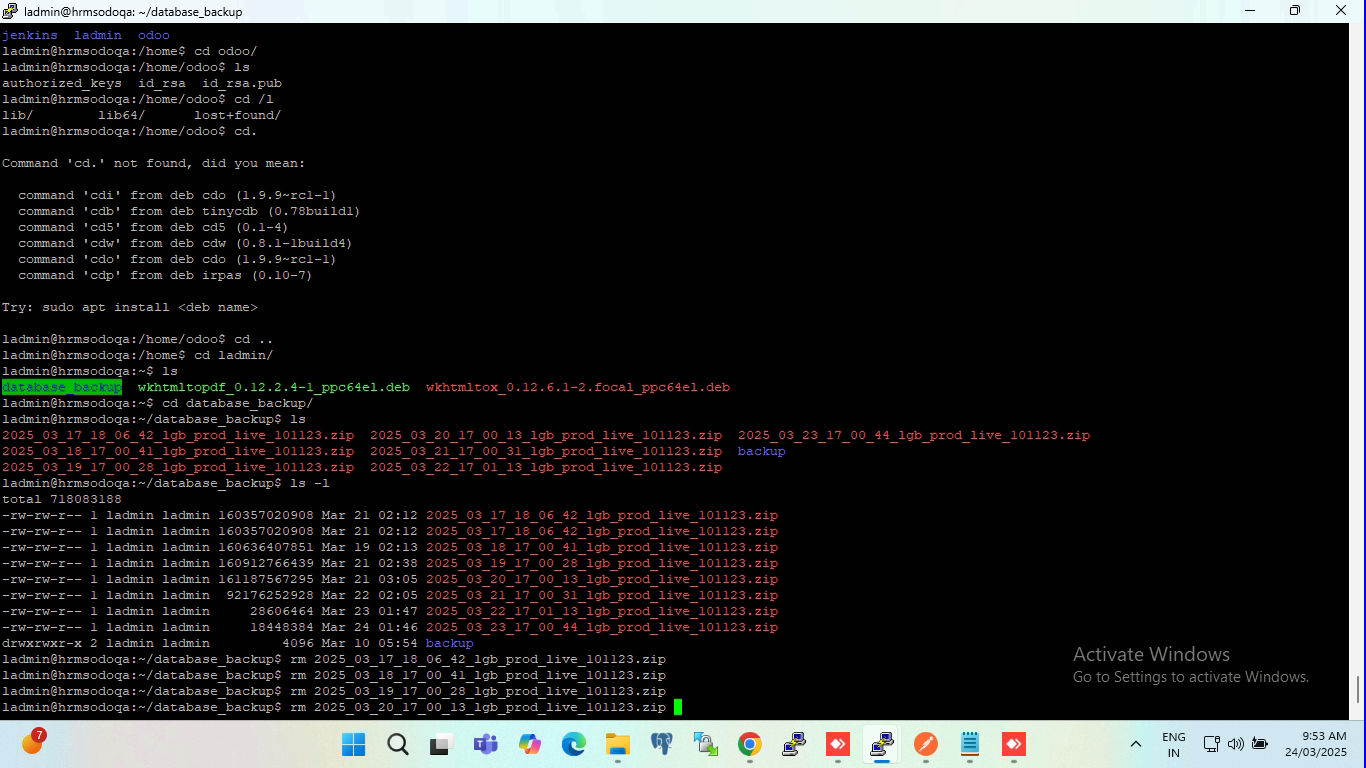 ladmin@hrmsodoqa: ~/database_backup
jenkins  ladmin  odoo
ladmin@hrmsodoqa:/home$ cd odoo/
ladmin@hrmsodoqa:/home/odoo$ ls
authorized_keys  id_rsa  id_rsa.pub
ladmin@hrmsodoqa:/home/odoo$ cd /l
lib/        lib64/      lost+found/
ladmin@hrmsodoqa:/home/odoo$ cd.
Command 'cd.' not found, did you mean:
  command 'cdi' from deb cdo (1.9.9~rc1-1)
  command 'cdb' from deb tinycdb (0.78build1)
  command 'cd5' from deb cd5 (0.1-4)
  command 'cdw' from deb cdw (0.8.1-1build4)
  command 'cdo' from deb cdo (1.9.9~rc1-1)
  command 'cdp' from deb irpas (0.10-7)
Try: sudo apt install <deb name>
ladmin@hrmsodoqa:/home/odoo$ cd ..
ladmin@hrmsodoqa:/home$ cd ladmin/
ladmin@hrmsodoqa:~$ ls
database_backup  wkhtmltopdf_0.12.2.4-1_ppc64el.deb  wkhtmltox_0.12.6.1-2.focal_ppc64el.deb
ladmin@hrmsodoqa:~$ cd database_backup/
ladmin@hrmsodoqa:~/database_backup$ ls
2025_03_17_18_06_42_lgb_prod_live_101123.zip  2025_03_20_17_00_13_lgb_prod_live_101123.zip  2025_03_23_17_00_44_lgb_prod_live_101123.zip
2025_03_18_17_00_41_lgb_prod_live_101123.zip  2025_03_21_17_00_31_lgb_prod_live_101123.zip  backup
2025_03_19_17_00_28_lgb_prod_live_101123.zip  2025_03_22_17_01_13_lgb_prod_live_101123.zip
ladmin@hrmsodoqa:~/database_backup$ ls -l
total 718083188
-rw-rw-r-- 1 ladmin ladmin 160357020908 Mar 21 02:12 2025_03_17_18_06_42_lgb_prod_live_101123.zip
-rw-rw-r-- 1 ladmin ladmin 160357020908 Mar 21 02:12 2025_03_17_18_06_42_lgb_prod_live_101123.zip
-rw-rw-r-- 1 ladmin ladmin 160636407851 Mar 19 02:13 2025_03_18_17_00_41_lgb_prod_live_101123.zip
-rw-rw-r-- 1 ladmin ladmin 160912766439 Mar 21 02:38 2025_03_19_17_00_28_lgb_prod_live_101123.zip
-rw-rw-r-- 1 ladmin ladmin 161187567295 Mar 21 03:05 2025_03_20_17_00_13_lgb_prod_live_101123.zip
-rw-rw-r-- 1 ladmin ladmin  92176252928 Mar 22 02:05 2025_03_21_17_00_31_lgb_prod_live_101123.zip
-rw-rw-r-- 1 ladmin ladmin     28606464 Mar 23 01:47 2025_03_22_17_01_13_lgb_prod_live_101123.zip
-rw-rw-r-- 1 ladmin ladmin     18448384 Mar 24 01:46 2025_03_23_17_00_44_lgb_prod_live_101123.zip
drwxrwxr-x 2 ladmin ladmin         4096 Mar 10 05:54 backup
ladmin@hrmsodoqa:~/database_backup$ rm 2025_03_17_18_06_42_lgb_prod_live_101123.zip
ladmin@hrmsodoqa:~/database_backup$ rm 2025_03_18_17_00_41_lgb_prod_live_101123.zip
ladmin@hrmsodoqa:~/database_backup$ rm 2025_03_19_17_00_28_lgb_prod_live_101123.zip
ladmin@hrmsodoqa:~/database_backup$ rm 2025_03_20_17_00_13_lgb_prod_live_101123.zip
Activate Windows
Go to Settings to activate Windows.
7
ENG
IN
9:53 AM
24/03/2025